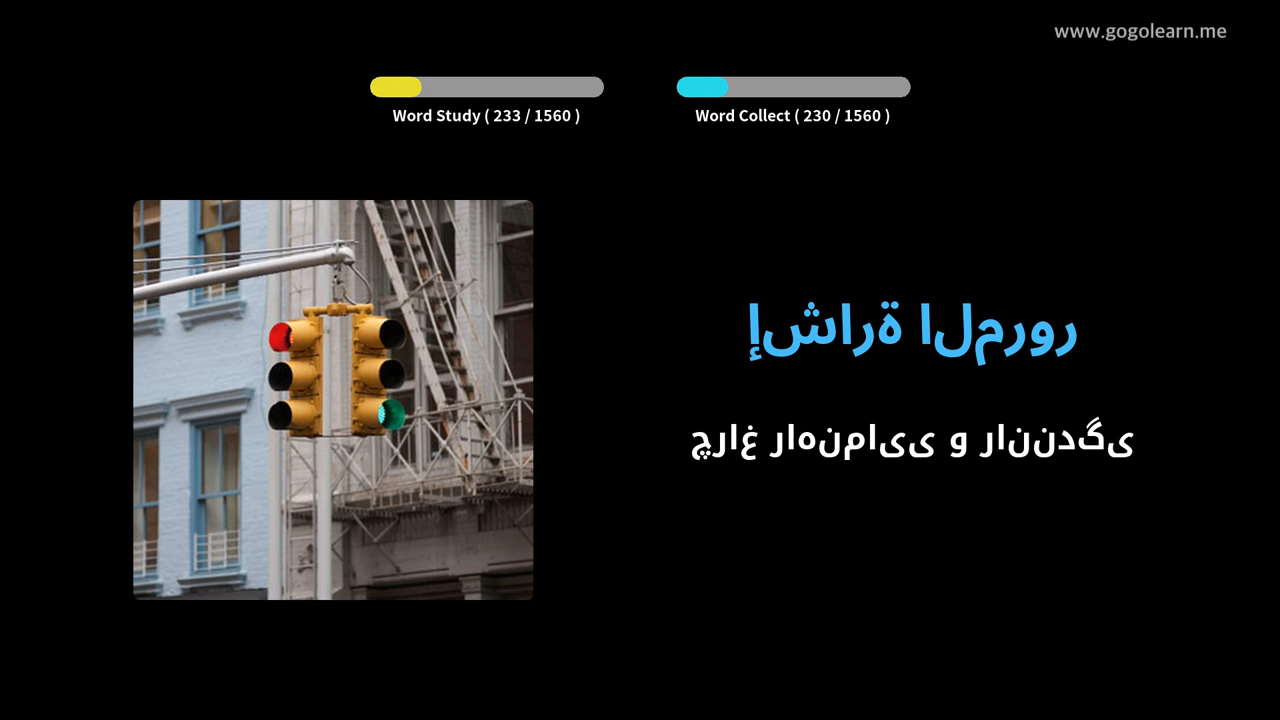 www.gogolearn.me
Word Study ( 233 / 1560 )
Word Collect ( 230 / 1560 )
إشارة المرور
چراغ راهنمایی و رانندگی